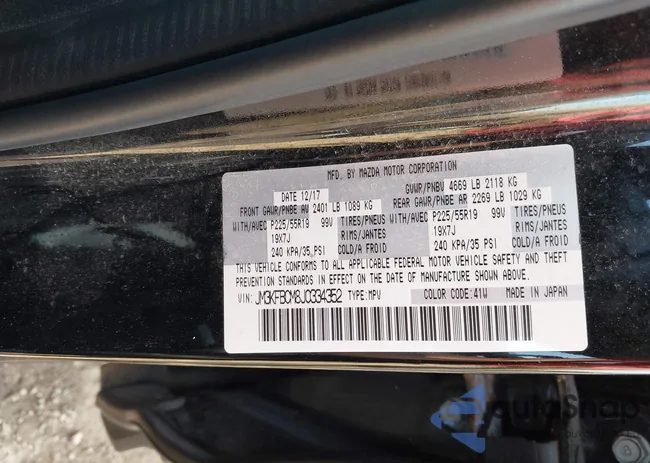 MFD. BY MAZDA MOTOR CORPORATION
DATE 12/17 GVWR/PNBV 4669 LB 2118 KG
FRONT GAWR/PNBE AV 2401 LB 1089 KG REAR GAWR/PNBE AR 2269 LB 1029 KG
WITH/AVEC P225/55R19 99V TIRES/PNEUS WITH/AVEC P225/55R19 99V TIRES/PNEUS
19X7J RIMS/JANTES 19X7J RIMS/JANTES
240 KPA/35 PSI COLD/A FROID 240 KPA/35 PSI COLD/A FROID
THIS VEHICLE CONFORMS TO ALL APPLICABLE FEDERAL MOTOR VEHICLE SAFETY AND THEFT
PREVENTION STANDARDS IN EFFECT ON THE DATE OF MANUFACTURE SHOWN ABOVE.
VIN: JM3KFBCM8J0334352 TYPE:MPV COLOR CODE:41W MADE IN JAPAN
autoSnap